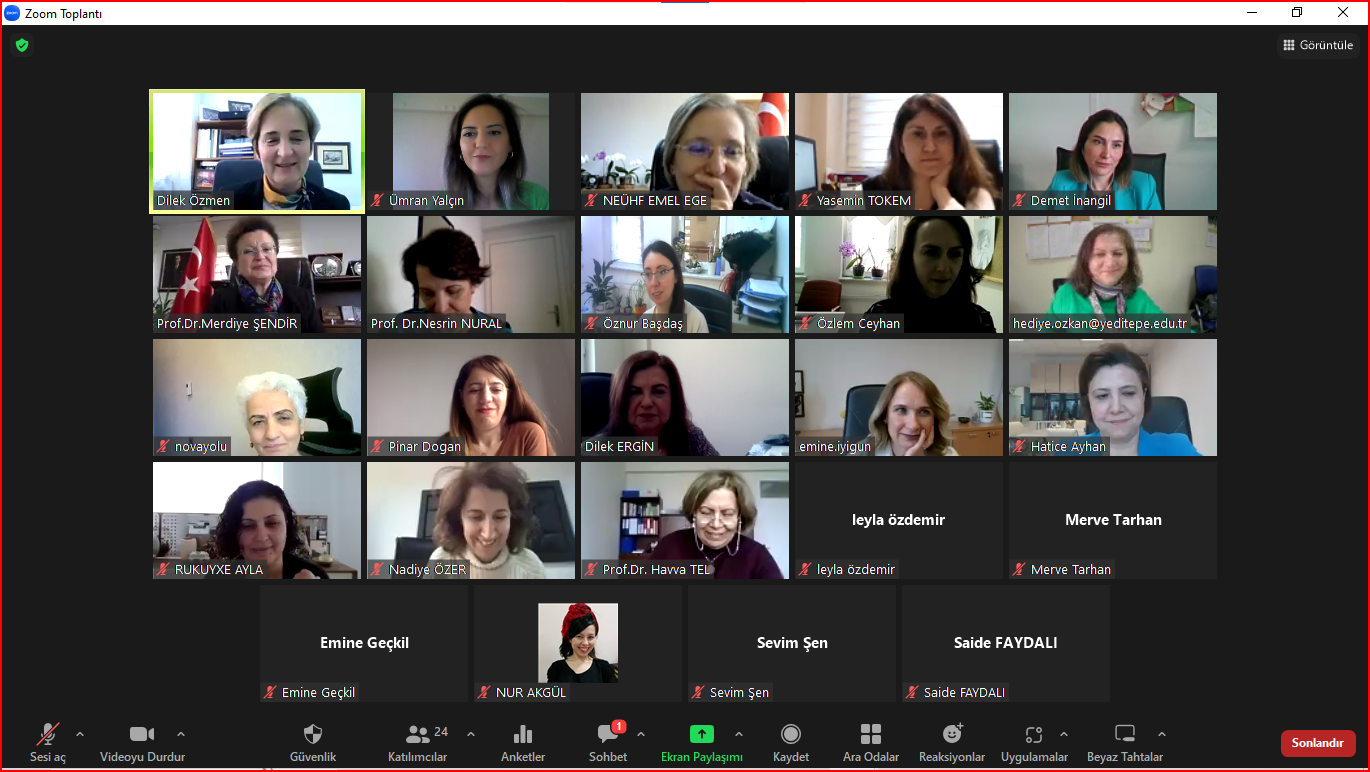 zoom Zoom Toplantı
Görüntüle
Dilek Özmen
Ümran Yalçın
NEÜHF EMEL EGE
Yasemin TOKEM
Demet İnangil
Prof.Dr.Merdiye ŞENDİR
Prof. Dr.Nesrin NURAL
Öznur Başdaş
Özlem Ceyhan
hediye.ozkan@yeditepe.edu.tr
novayolu
Pinar Dogan
Dilek ERGİN
emine.iyigun
Hatice Ayhan
RUKUYXE AYLA
Nadiye ÖZER
Prof.Dr. Havva TEL
leyla özdemir
leyla özdemir
Merve Tarhan
Merve Tarhan
Emine Geçkil
Emine Geçkil
NUR AKGÜL
Sevim Şen
Sevim Şen
Saide FAYDALI
Saide FAYDALI
Sesi aç
Videoyu Durdur
Güvenlik
24
Katılımcılar
Anketler
1
Sohbet
Ekran Paylaşımı
Kaydet
Ara Odalar
Reaksiyonlar
Uygulamalar
Beyaz Tahtalar
Sonlandır